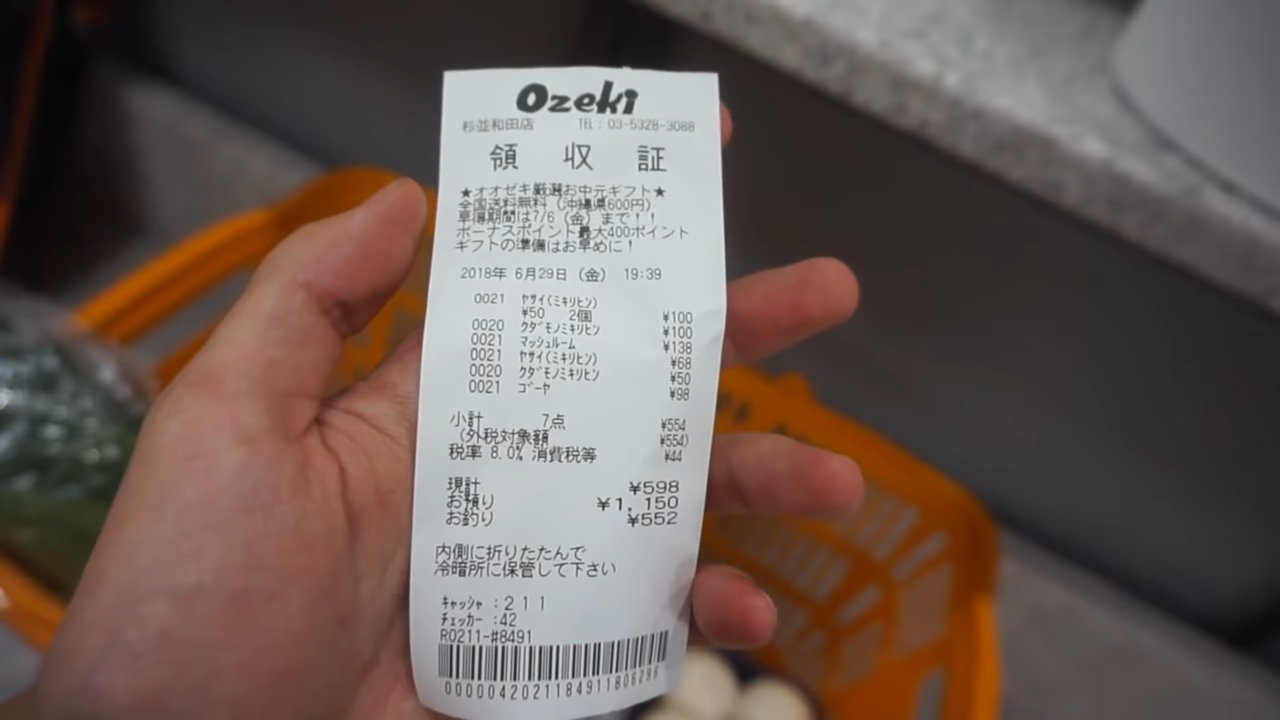 Ozeki
杉並和田店 TEL：03-5328-3088
領 収 証
★オオゼキ厳選お中元ギフト★
全国送料無料（沖縄県600円）
早得期間は7/6（金）まで！！
ボーナスポイント最大400ポイント
ギフトの準備はお早めに！
2018年 6月29日（金） 19:39
0021 ﾔｻｲ(ﾐｷﾘﾋﾝ)
¥50 2個 ¥100
0020 ｸﾀﾞﾓﾉﾐｷﾘﾋﾝ ¥100
0021 ﾏｯｼｭﾙｰﾑ ¥138
0021 ﾔｻｲ(ﾐｷﾘﾋﾝ) ¥68
0020 ｸﾀﾞﾓﾉﾐｷﾘﾋﾝ ¥50
0021 ｺﾞｰﾔ ¥98
小計 7点 ¥554
(外税対象額 ¥554)
税率 8.0% 消費税等 ¥44
現計 ¥598
お預り ¥1,150
お釣り ¥552
内側に折りたたんで
冷暗所に保管して下さい
ｷｬｯｼｬ :211
ﾁｪｯｶｰ :42
R0211-#8491
0000042021184911806296